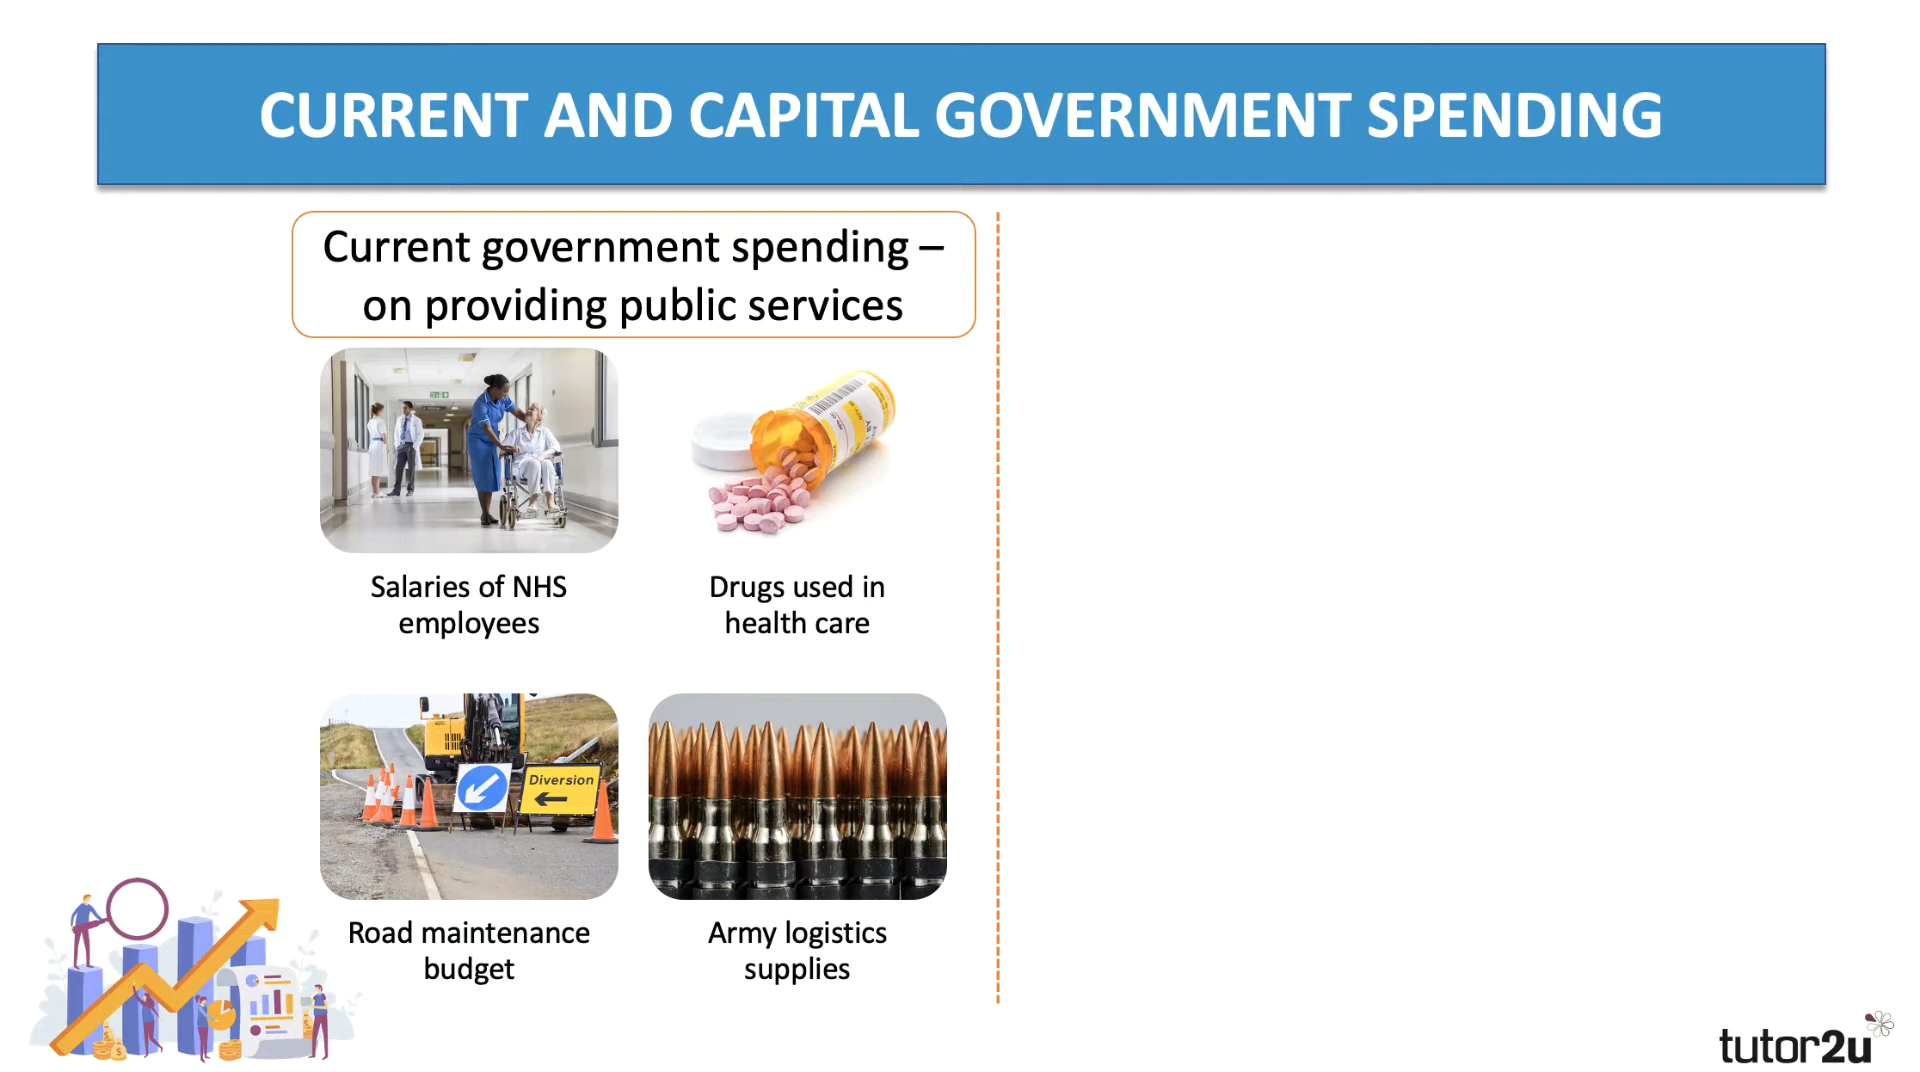 CURRENT AND CAPITAL GOVERNMENT SPENDING
Current government spending –
on providing public services
Salaries of NHS
employees
Drugs used in
health care
Diversion
Road maintenance
budget
Army logistics
supplies
tutor2u